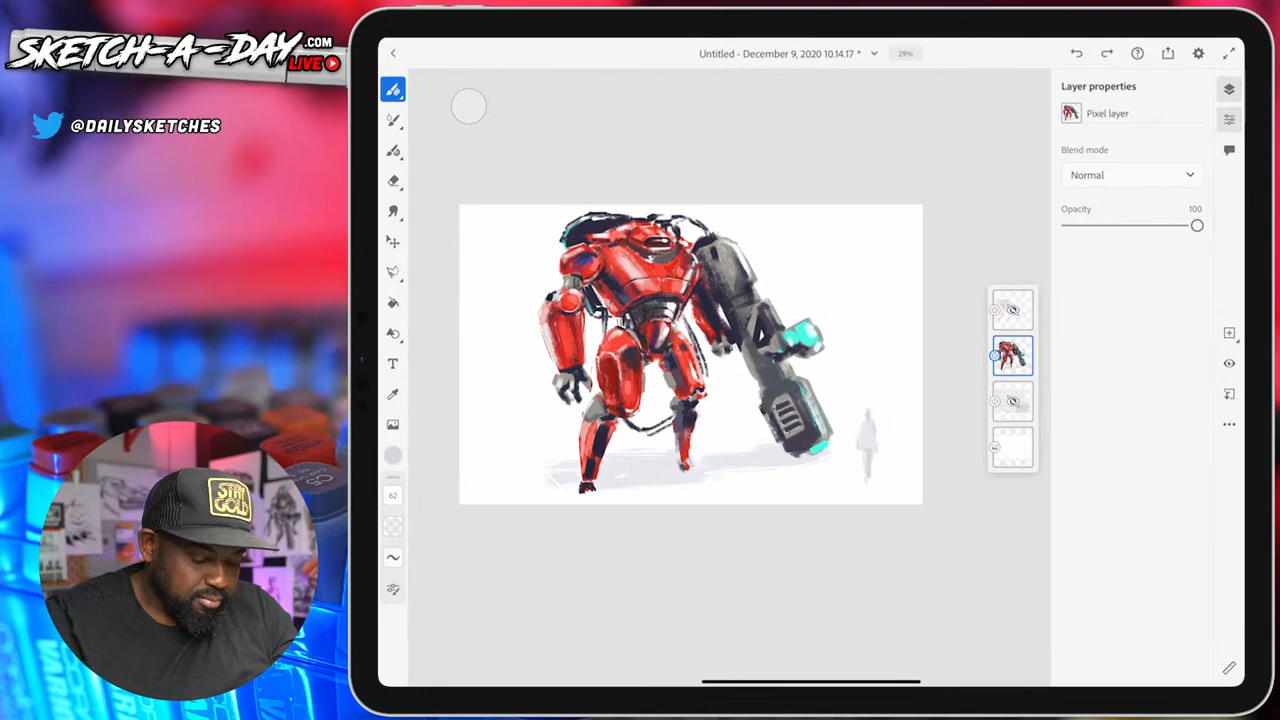 SKETCH-A-DAY.COM
LIVE
@DAILYSKETCHES
Untitled - December 9, 2020 10.14.17 *
29%
Layer properties
Pixel layer
Blend mode
Normal
Opacity
100
T
62
STAY
GOLD